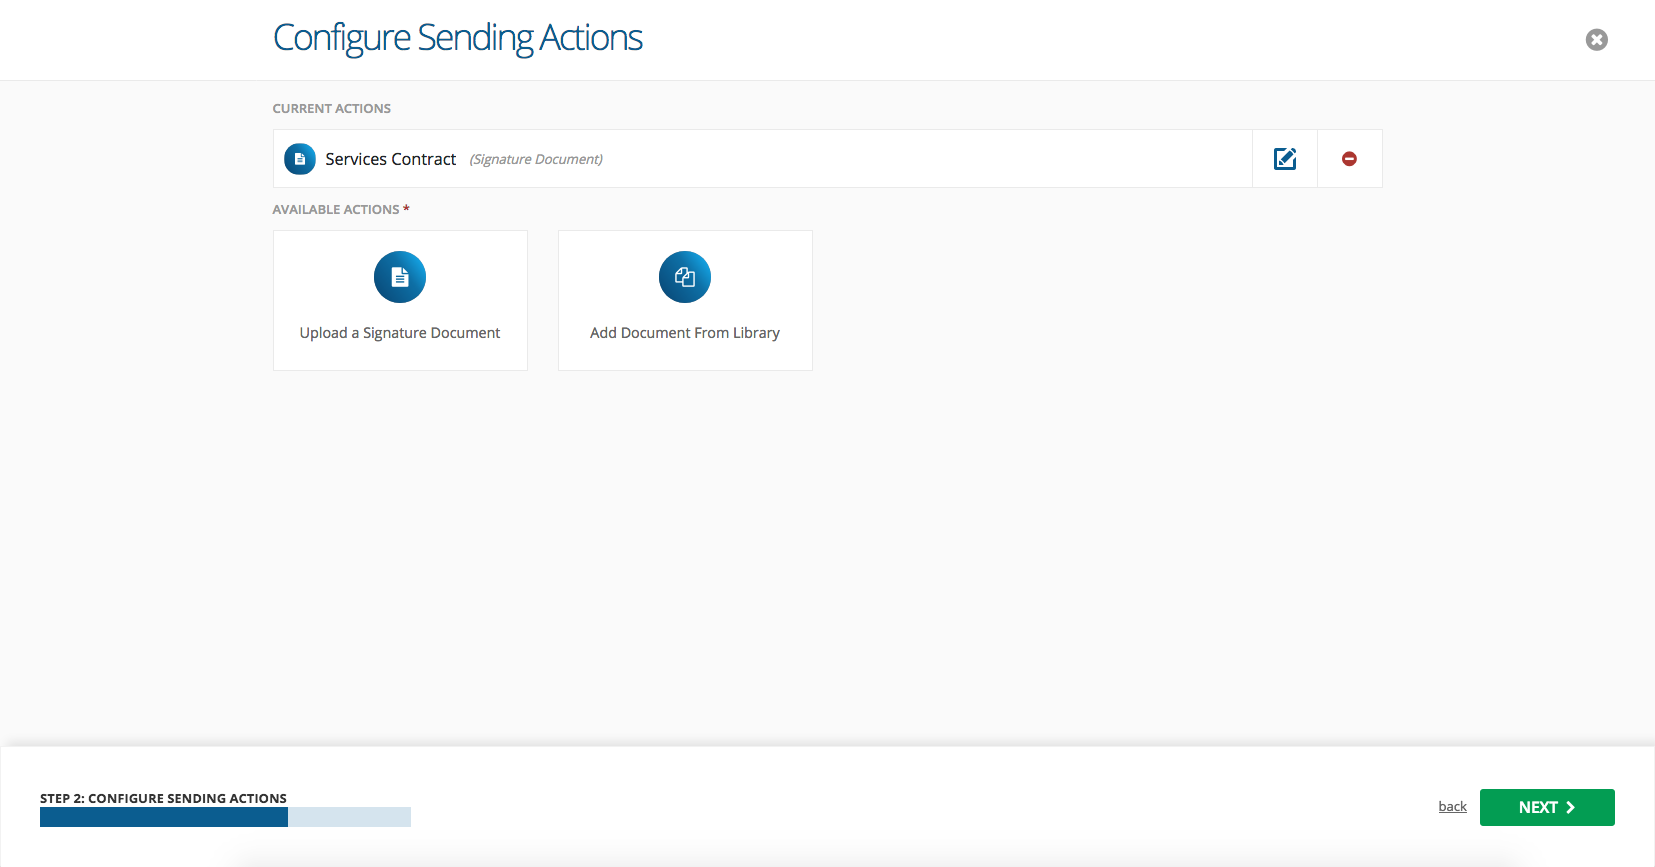 Configure Sending Actions
CURRENT ACTIONS
Services Contract (Signature Document)
AVAILABLE ACTIONS *
Upload a Signature Document
Add Document From Library
STEP 2: CONFIGURE SENDING ACTIONS
back
NEXT